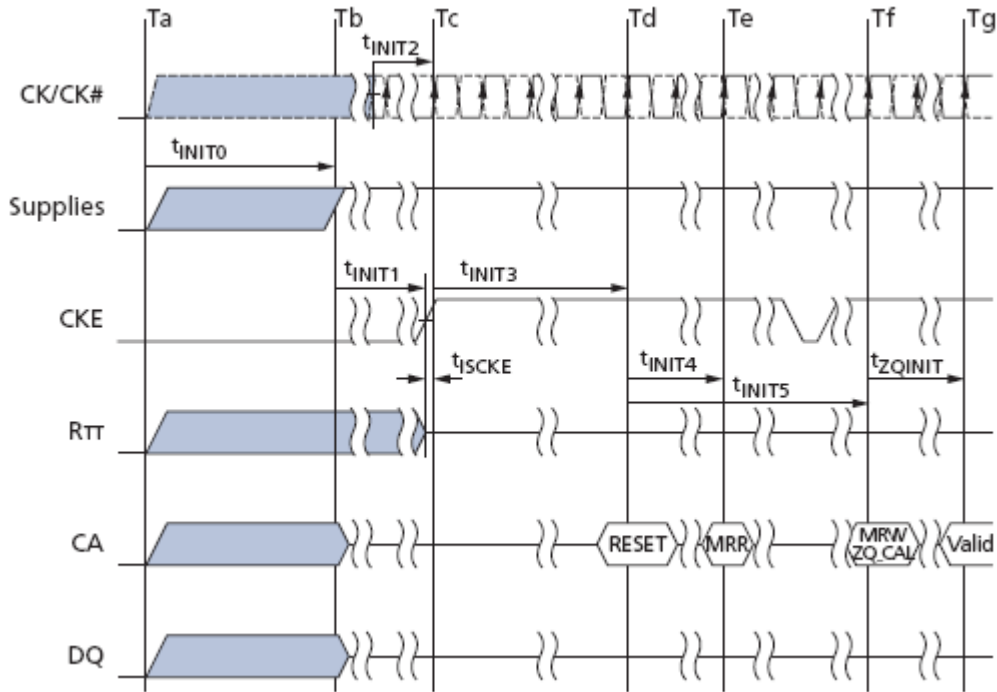 Ta Tb Tc Td Te Tf Tg
tINIT2
CK/CK#
tINIT0
Supplies
tINIT1 tINIT3
CKE
tISCKE tINIT4 tZQINIT
tINIT5
RTT
CA RESET MRR MRW ZQ_CAL Valid
DQ